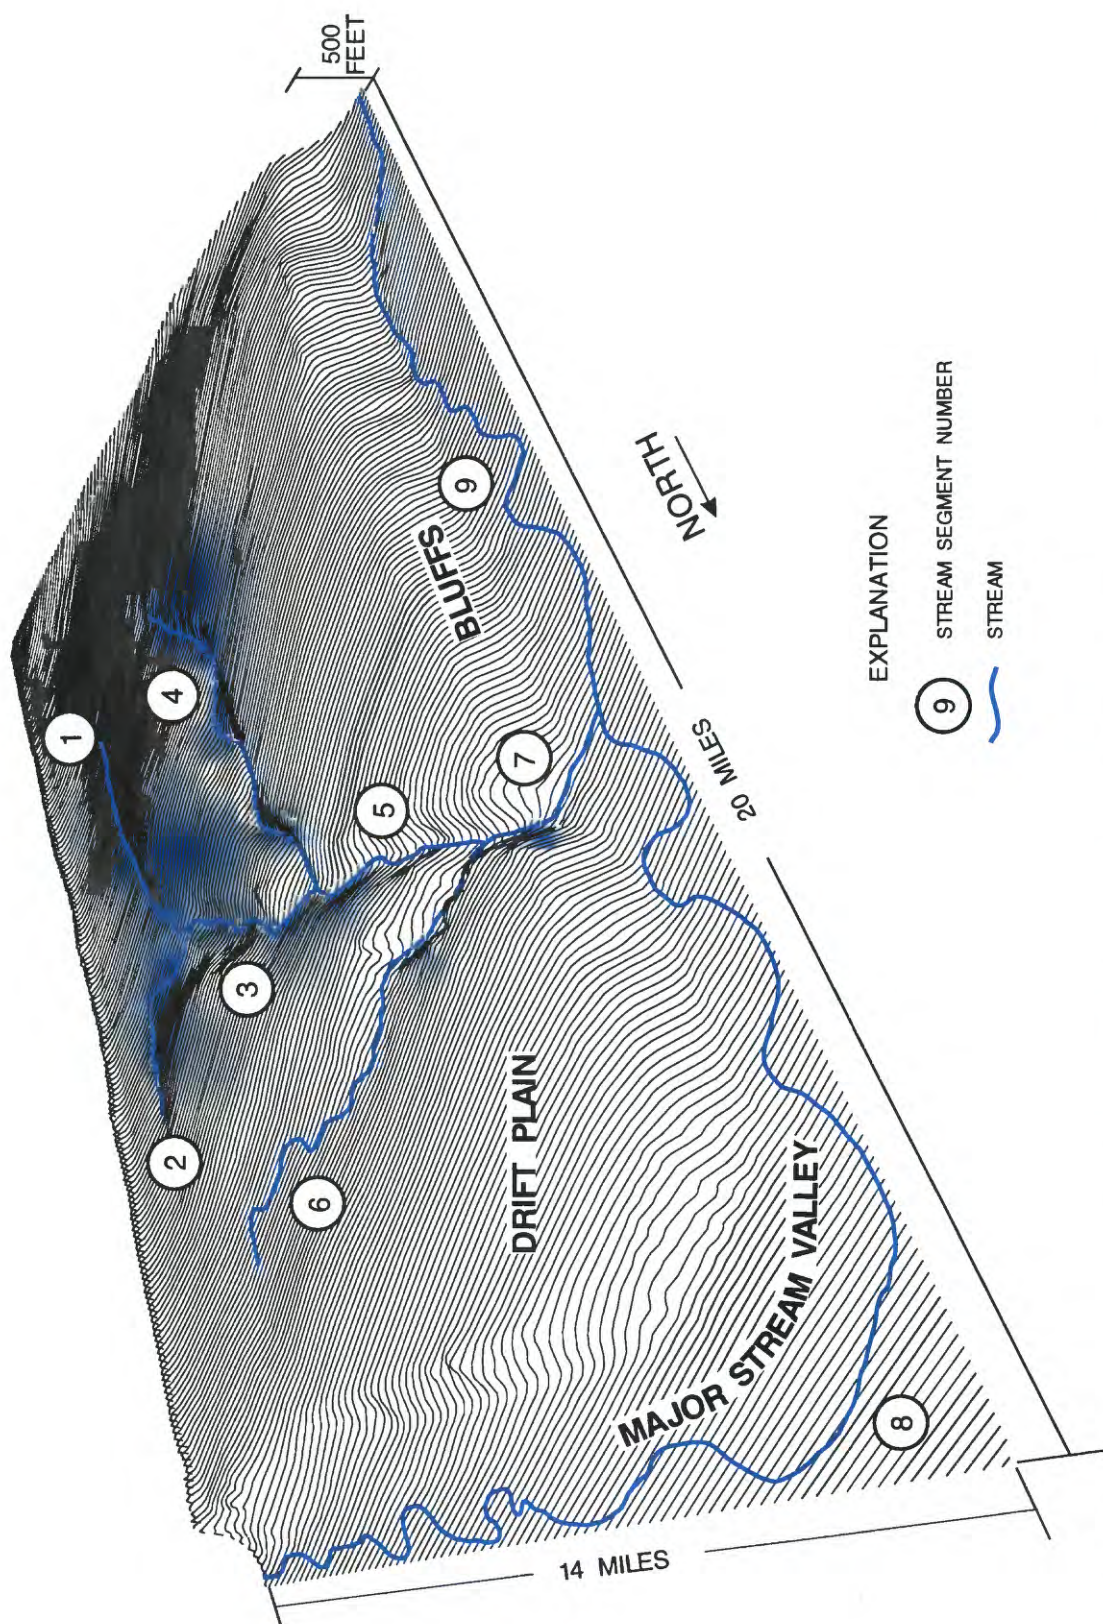 500
FEET
1
4
2
3
5
6
7
9
8
BLUFFS
DRIFT PLAIN
MAJOR STREAM VALLEY
NORTH
14 MILES
20 MILES
EXPLANATION
9 STREAM SEGMENT NUMBER
STREAM